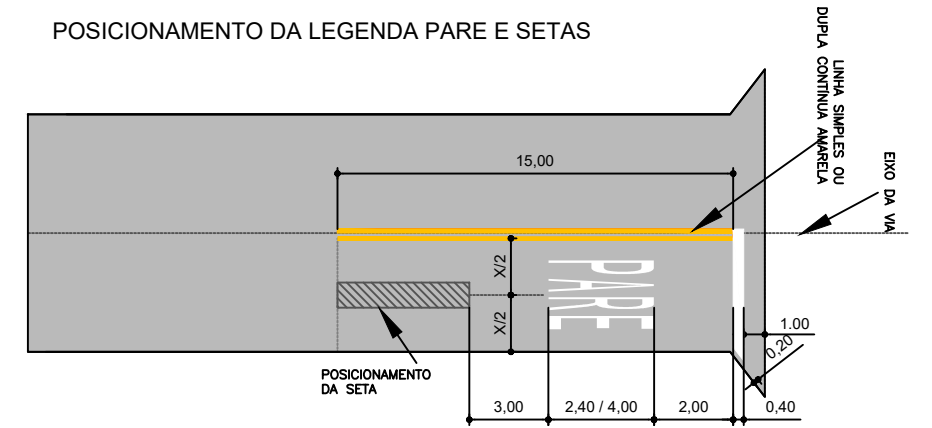 POSICIONAMENTO DA LEGENDA PARE E SETAS
LINHA SIMPLES OU
DUPLA CONTÍNUA AMARELA
EIXO DA VIA
15,00
X/2
X/2
PARE
1.00
0,20
POSICIONAMENTO
DA SETA
3,00
2,40 / 4,00
2,00
0,40